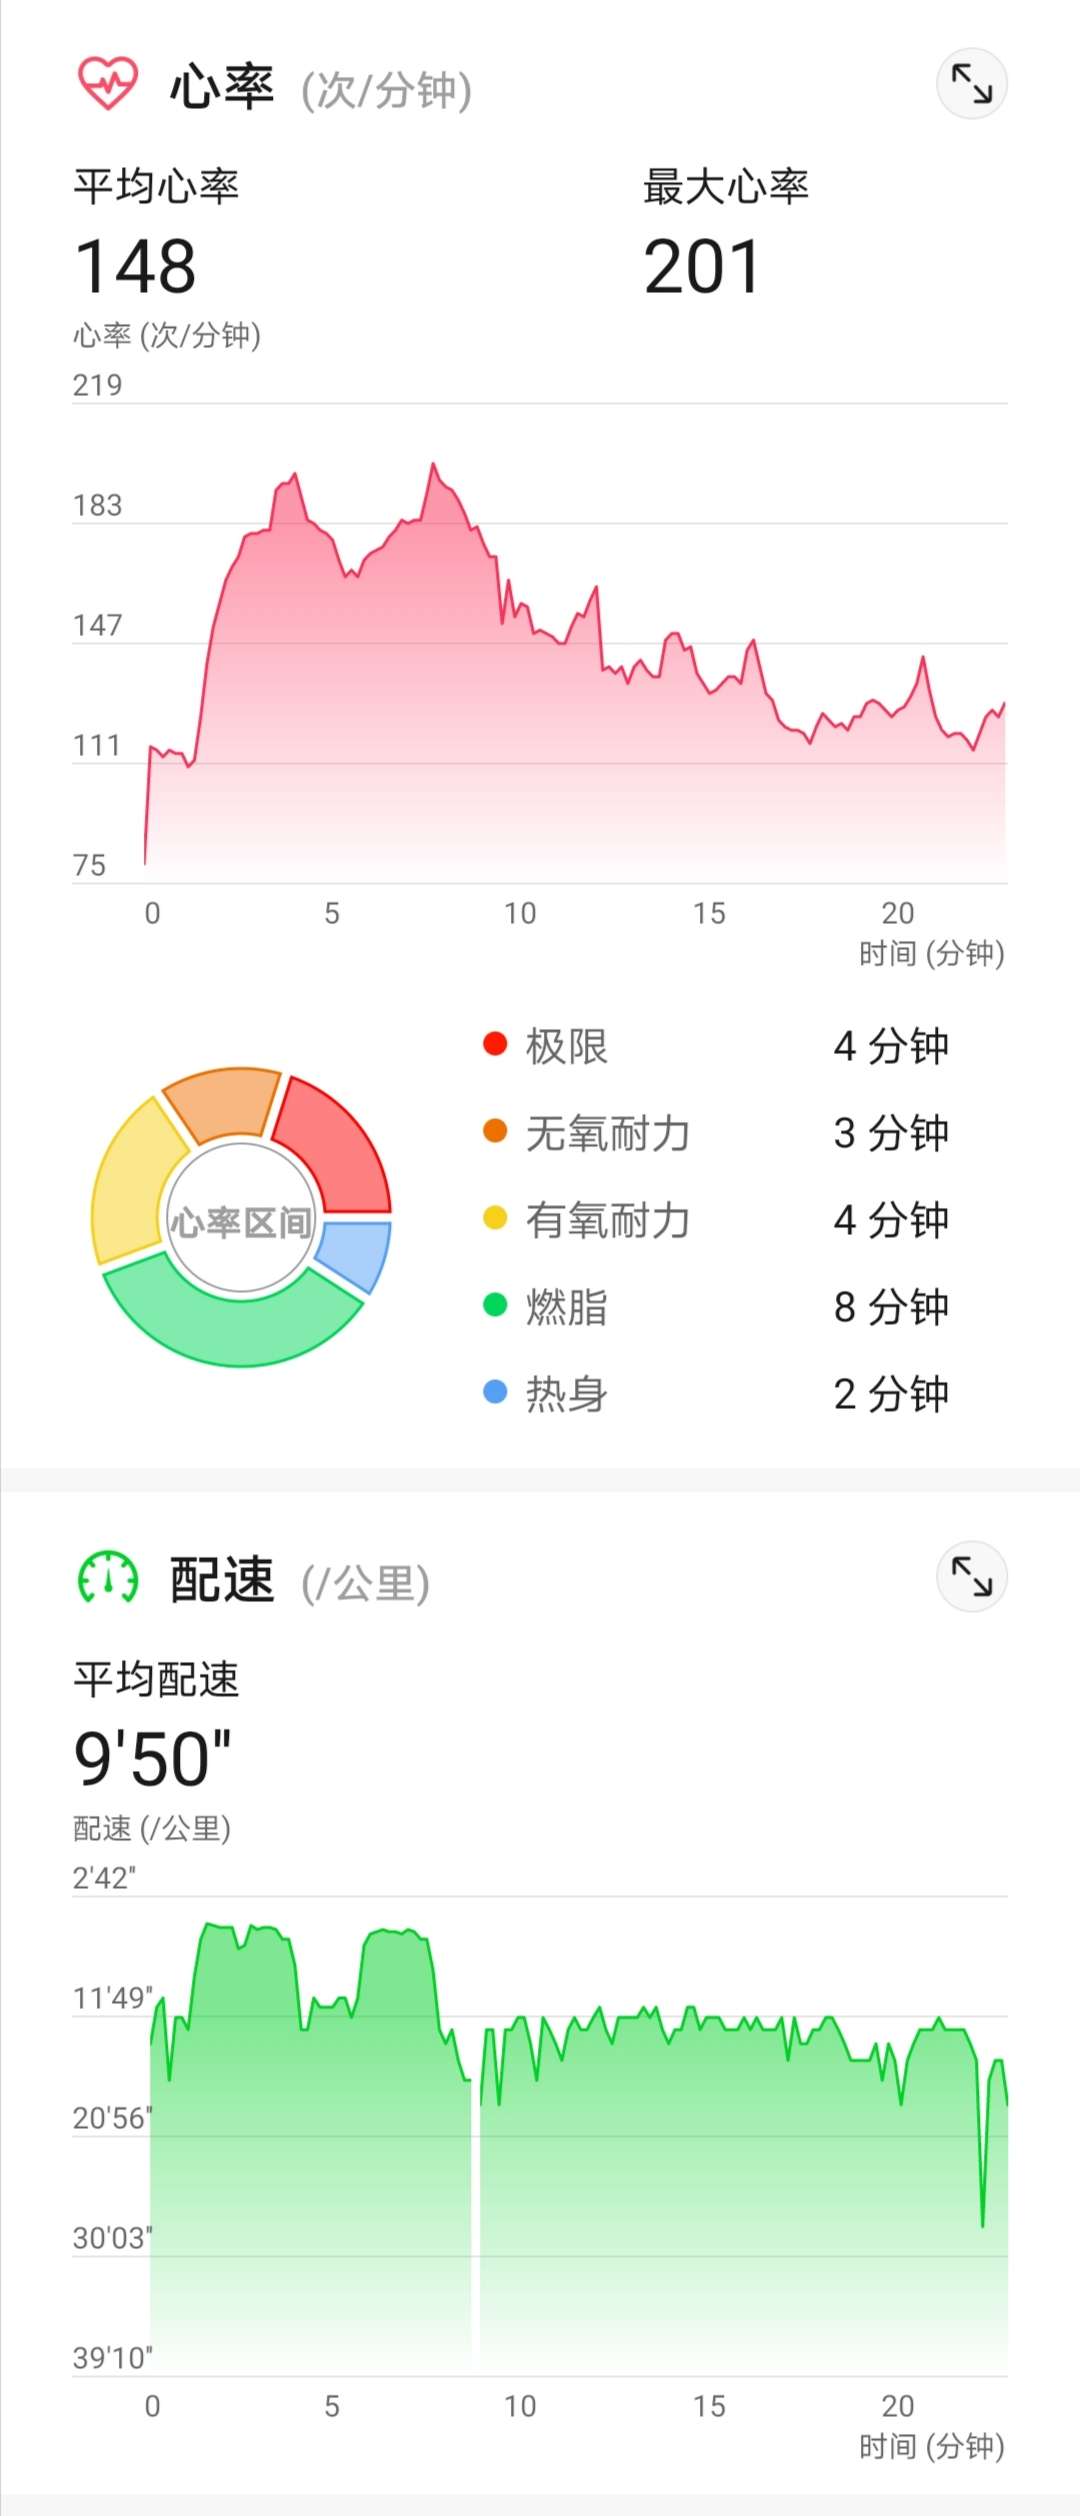 心率 (次/分钟)
平均心率 最大心率
148 201
心率 (次/分钟)
219
183
147
111
75
0 5 10 15 20
时间 (分钟)
心率区间
极限 4 分钟
无氧耐力 3 分钟
有氧耐力 4 分钟
燃脂 8 分钟
热身 2 分钟
配速 (/公里)
平均配速
9'50"
配速 (/公里)
2'42"
11'49"
20'56"
30'03"
39'10"
0 5 10 15 20
时间 (分钟)